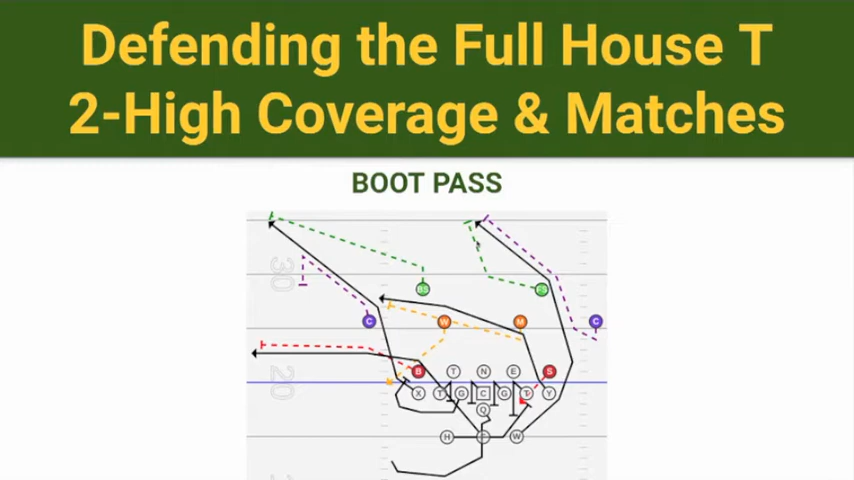 Defending the Full House T
2-High Coverage & Matches
BOOT PASS
30
SS FS
C W M C
B T N E S
20
X T G C G T Y
Q
H F W